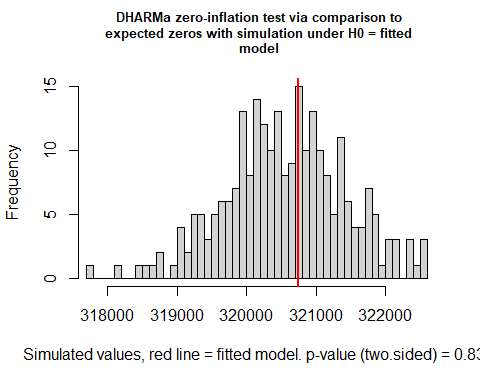 DHARMa zero-inflation test via comparison to
expected zeros with simulation under H0 = fitted
model
Frequency
15
10
5
0
318000 319000 320000 321000 322000
Simulated values, red line = fitted model. p-value (two.sided) = 0.83